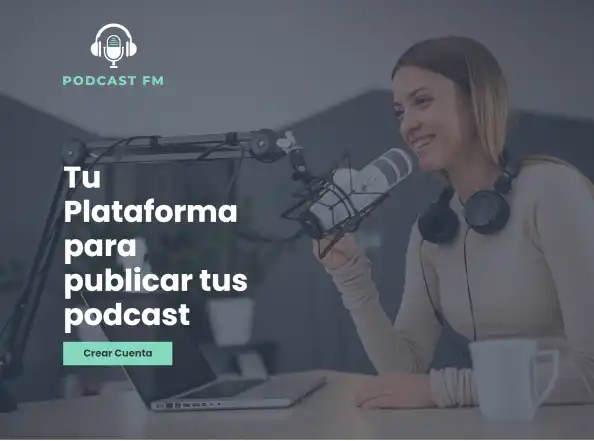 PODCAST FM
Tu
Plataforma
para
publicar tus
podcast
Crear Cuenta